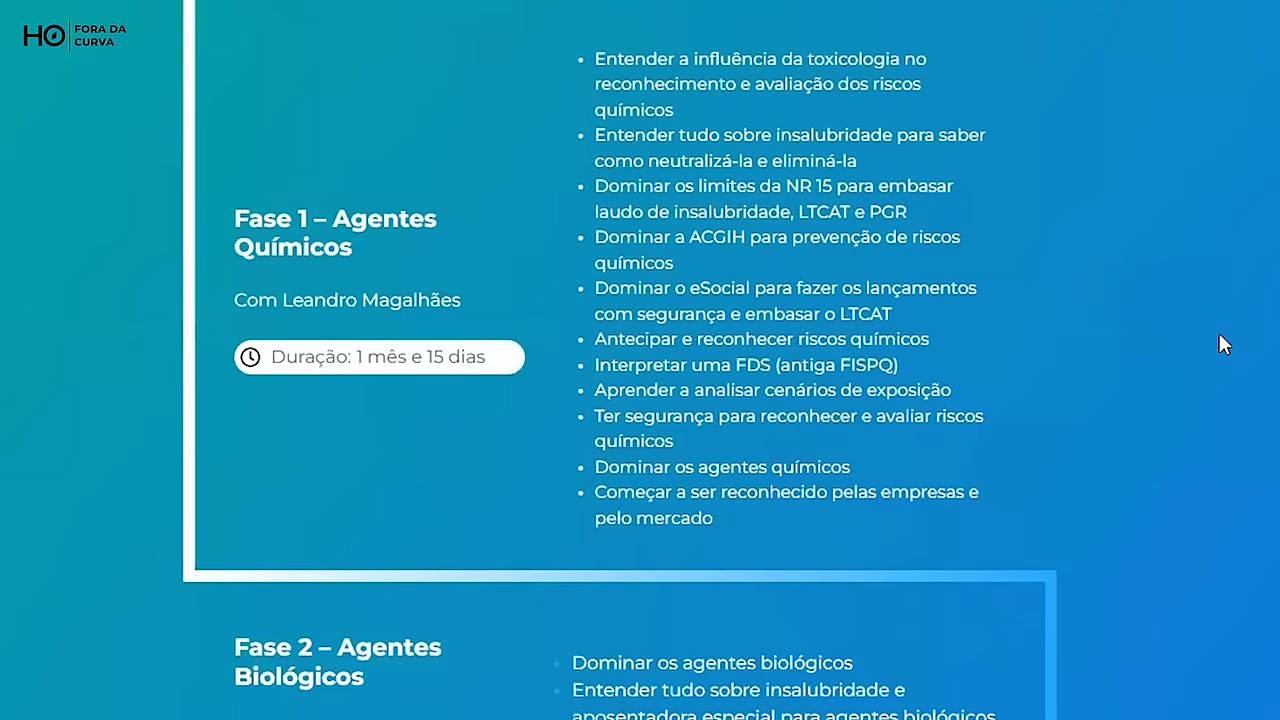 HO FORA DA
CURVA
• Entender a influência da toxicologia no
reconhecimento e avaliação dos riscos
químicos
• Entender tudo sobre insalubridade para saber
como neutralizá-la e eliminá-la
• Dominar os limites da NR 15 para embasar
laudo de insalubridade, LTCAT e PGR
• Dominar a ACGIH para prevenção de riscos
químicos
• Dominar o eSocial para fazer os lançamentos
com segurança e embasar o LTCAT
• Antecipar e reconhecer riscos químicos
• Interpretar uma FDS (antiga FISPQ)
• Aprender a analisar cenários de exposição
• Ter segurança para reconhecer e avaliar riscos
químicos
• Dominar os agentes químicos
• Começar a ser reconhecido pelas empresas e
pelo mercado
Fase 1 – Agentes
Químicos
Com Leandro Magalhães
Duração: 1 mês e 15 dias
Fase 2 – Agentes
Biológicos
• Dominar os agentes biológicos
• Entender tudo sobre insalubridade e
aposentadora especial para agentes biológicos